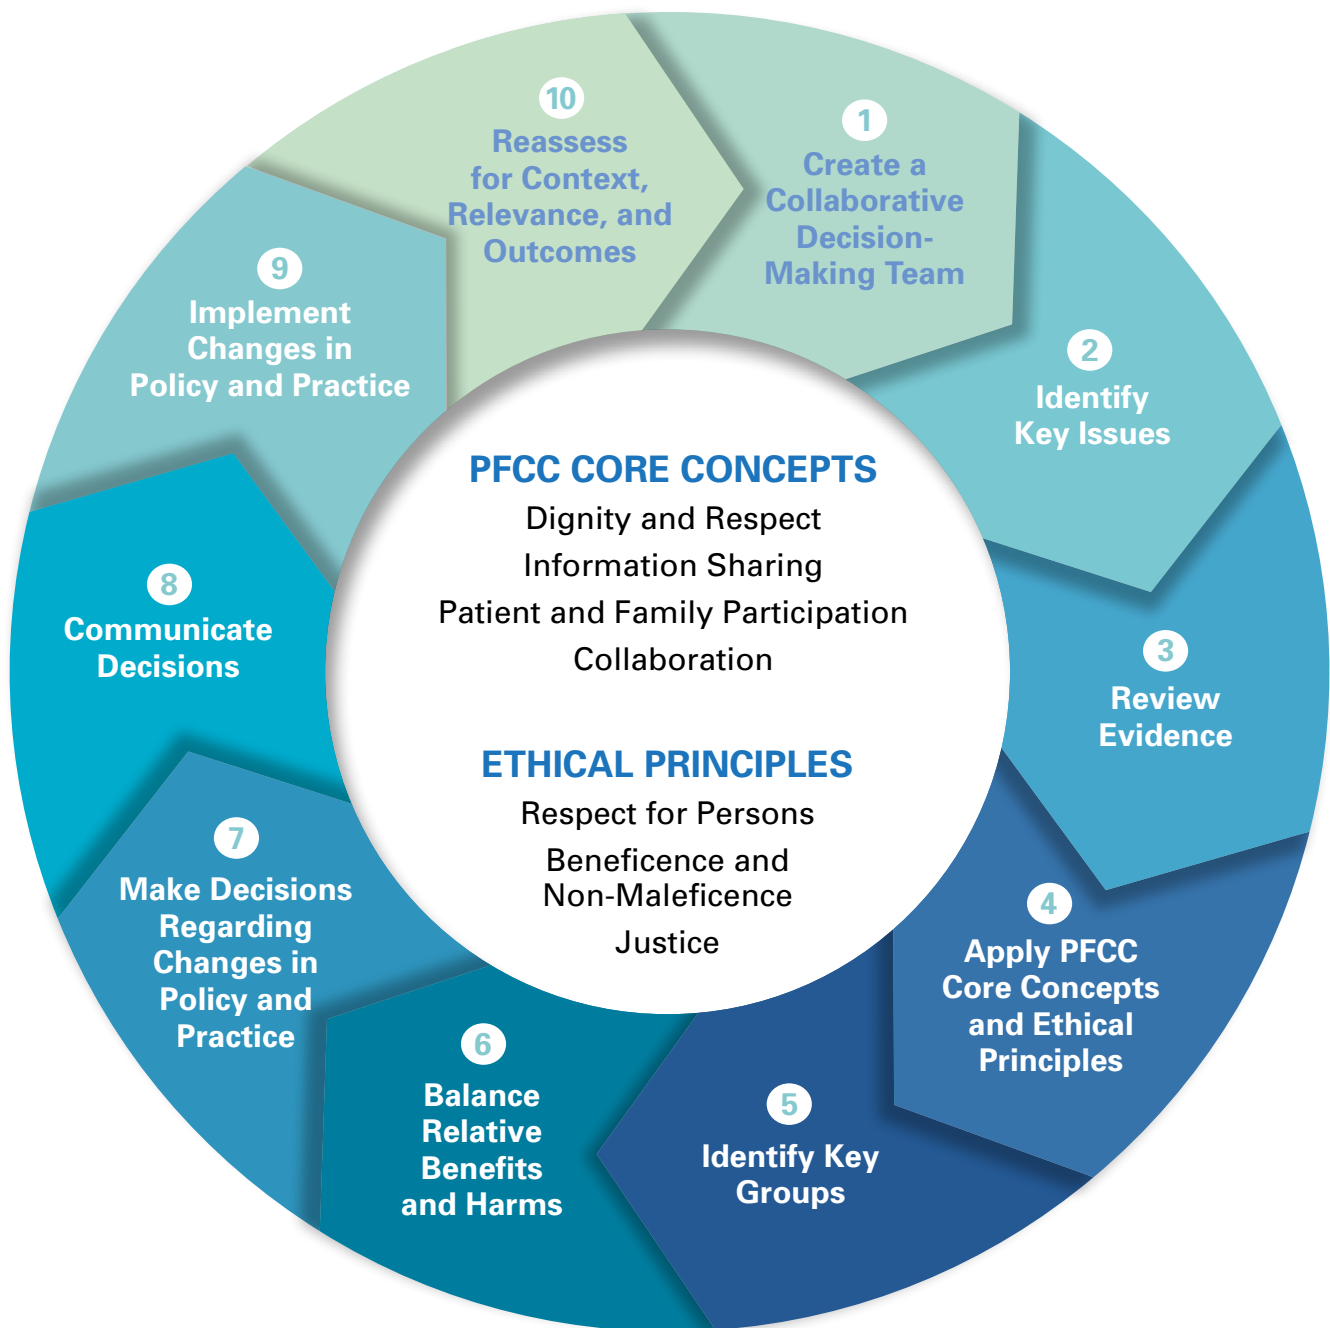 1
Create a
Collaborative
Decision-
Making Team
2
Identify
Key Issues
3
Review
Evidence
4
Apply PFCC
Core Concepts
and Ethical
Principles
5
Identify Key
Groups
6
Balance
Relative
Benefits
and Harms
7
Make Decisions
Regarding
Changes in
Policy and
Practice
8
Communicate
Decisions
9
Implement
Changes in
Policy and Practice
10
Reassess
for Context,
Relevance, and
Outcomes
PFCC CORE CONCEPTS
Dignity and Respect
Information Sharing
Patient and Family Participation
Collaboration
ETHICAL PRINCIPLES
Respect for Persons
Beneficence and
Non-Maleficence
Justice